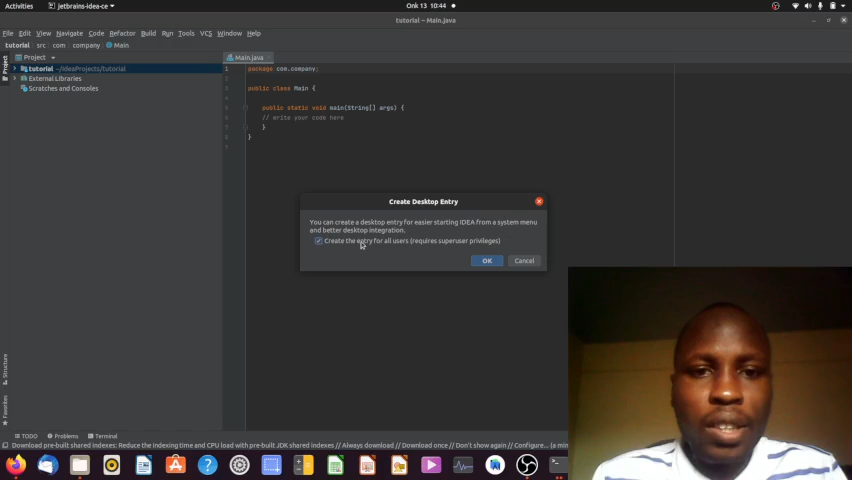 Activities
jetbrains-idea-ce
Onk 13 10:44
tutorial – Main.java
File Edit View Navigate Code Refactor Build Run Tools VCS Window Help
tutorial src com company Main
Project
Project
Main.java
tutorial ~/IdeaProjects/tutorial
External Libraries
Scratches and Consoles
1 package com.company;
2
3 public class Main {
4
5 public static void main(String[] args) {
6 // write your code here
7 }
8 }
9
Create Desktop Entry
You can create a desktop entry for easier starting IDEA from a system menu
and better desktop integration.
Create the entry for all users (requires superuser privileges)
OK Cancel
Structure
Favorites
TODO Problems Terminal
Download pre-built shared indexes: Reduce the indexing time and CPU load with pre-built JDK shared indexes // Always download // Download once // Don't show again // Configure...